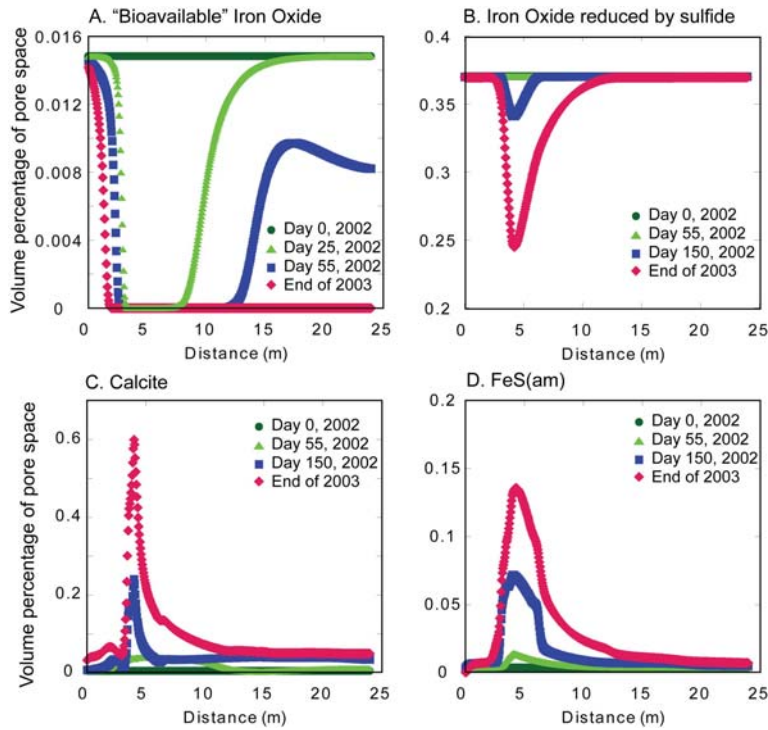 A. “Bioavailable” Iron Oxide
Volume percentage of pore space
0.016
0.012
0.008
0.004
0
Day 0, 2002
Day 25, 2002
Day 55, 2002
End of 2003
0 5 10 15 20 25
Distance (m)
B. Iron Oxide reduced by sulfide
0.4
0.35
0.3
0.25
0.2
Day 0, 2002
Day 55, 2002
Day 150, 2002
End of 2003
0 5 10 15 20 25
Distance (m)
C. Calcite
Volume percentage of pore space
0.6
0.4
0.2
0
Day 0, 2002
Day 55, 2002
Day 150, 2002
End of 2003
0 5 10 15 20 25
Distance (m)
D. FeS(am)
0.2
0.15
0.1
0.05
0
Day 0, 2002
Day 55, 2002
Day 150, 2002
End of 2003
0 5 10 15 20 25
Distance (m)